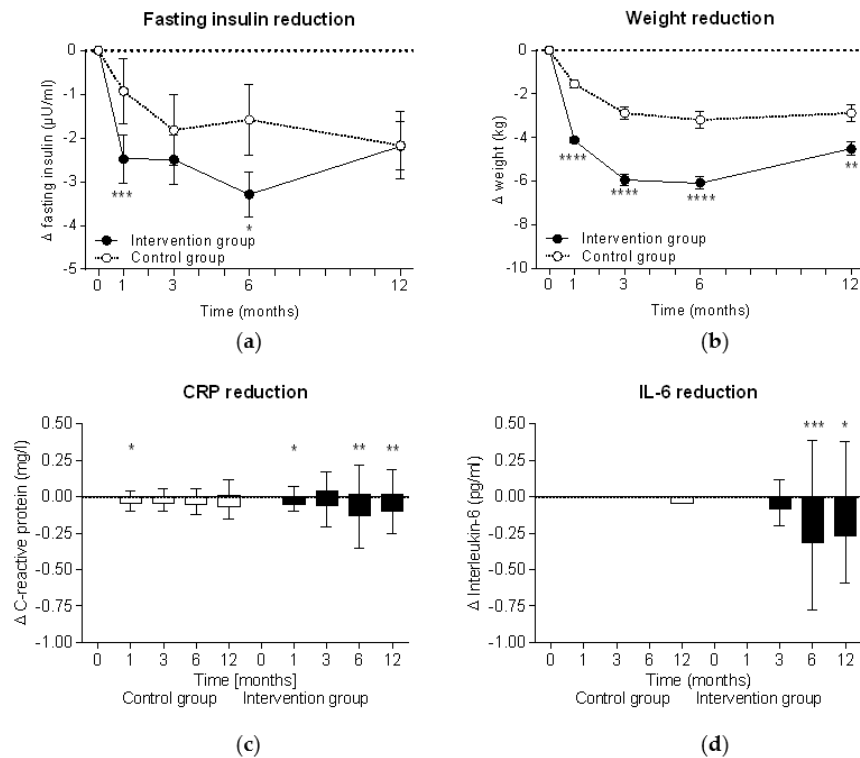 Fasting insulin reduction
0
-1
-2
-3
-4
-5
Δ fasting insulin (μU/ml)
***
*
Intervention group
Control group
0 1 3 6 12
Time (months)
(a)
Weight reduction
0
-2
-4
-6
-8
-10
Δ weight (kg)
****
****
****
**
Intervention group
Control group
0 1 3 6 12
Time (months)
(b)
CRP reduction
0.50
0.25
0.00
-0.25
-0.50
-0.75
-1.00
Δ C-reactive protein (mg/l)
* * ** **
0 1 3 6 12 0 1 3 6 12
Time [months]
Control group Intervention group
(c)
IL-6 reduction
0.50
0.25
0.00
-0.25
-0.50
-0.75
-1.00
Δ Interleukin-6 (pg/ml)
*** *
0 1 3 6 12 0 1 3 6 12
Time (months)
Control group Intervention group
(d)